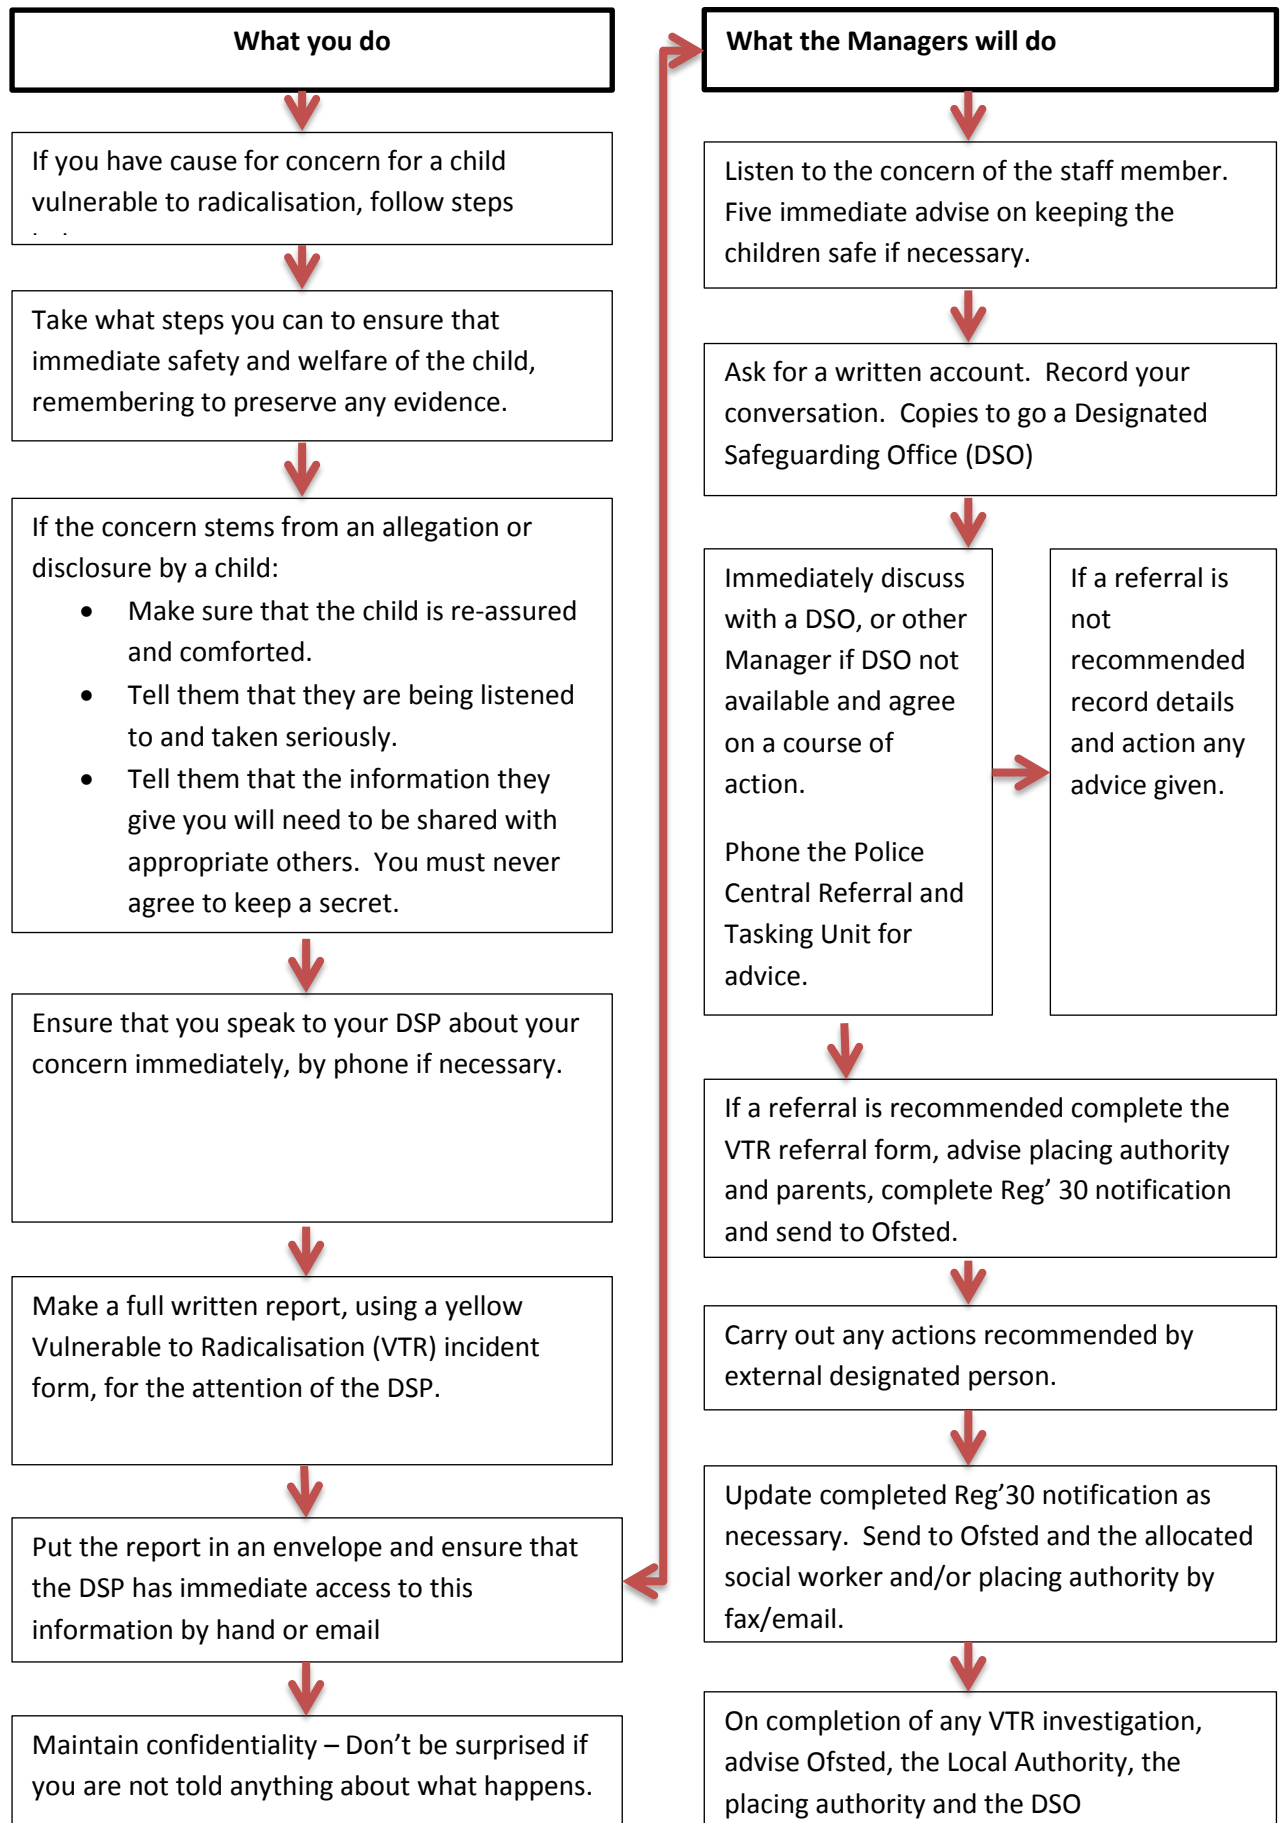 What you do
If you have cause for concern for a child
vulnerable to radicalisation, follow steps
Take what steps you can to ensure that
immediate safety and welfare of the child,
remembering to preserve any evidence.
If the concern stems from an allegation or
disclosure by a child:
• Make sure that the child is re-assured
and comforted.
• Tell them that they are being listened
to and taken seriously.
• Tell them that the information they
give you will need to be shared with
appropriate others.  You must never
agree to keep a secret.
Ensure that you speak to your DSP about your
concern immediately, by phone if necessary.
Make a full written report, using a yellow
Vulnerable to Radicalisation (VTR) incident
form, for the attention of the DSP.
Put the report in an envelope and ensure that
the DSP has immediate access to this
information by hand or email
Maintain confidentiality – Don’t be surprised if
you are not told anything about what happens.
What the Managers will do
Listen to the concern of the staff member.
Five immediate advise on keeping the
children safe if necessary.
Ask for a written account.  Record your
conversation.  Copies to go a Designated
Safeguarding Office (DSO)
Immediately discuss
with a DSO, or other
Manager if DSO not
available and agree
on a course of
action.
Phone the Police
Central Referral and
Tasking Unit for
advice.
If a referral is
not
recommended
record details
and action any
advice given.
If a referral is recommended complete the
VTR referral form, advise placing authority
and parents, complete Reg’ 30 notification
and send to Ofsted.
Carry out any actions recommended by
external designated person.
Update completed Reg’30 notification as
necessary.  Send to Ofsted and the allocated
social worker and/or placing authority by
fax/email.
On completion of any VTR investigation,
advise Ofsted, the Local Authority, the
placing authority and the DSO